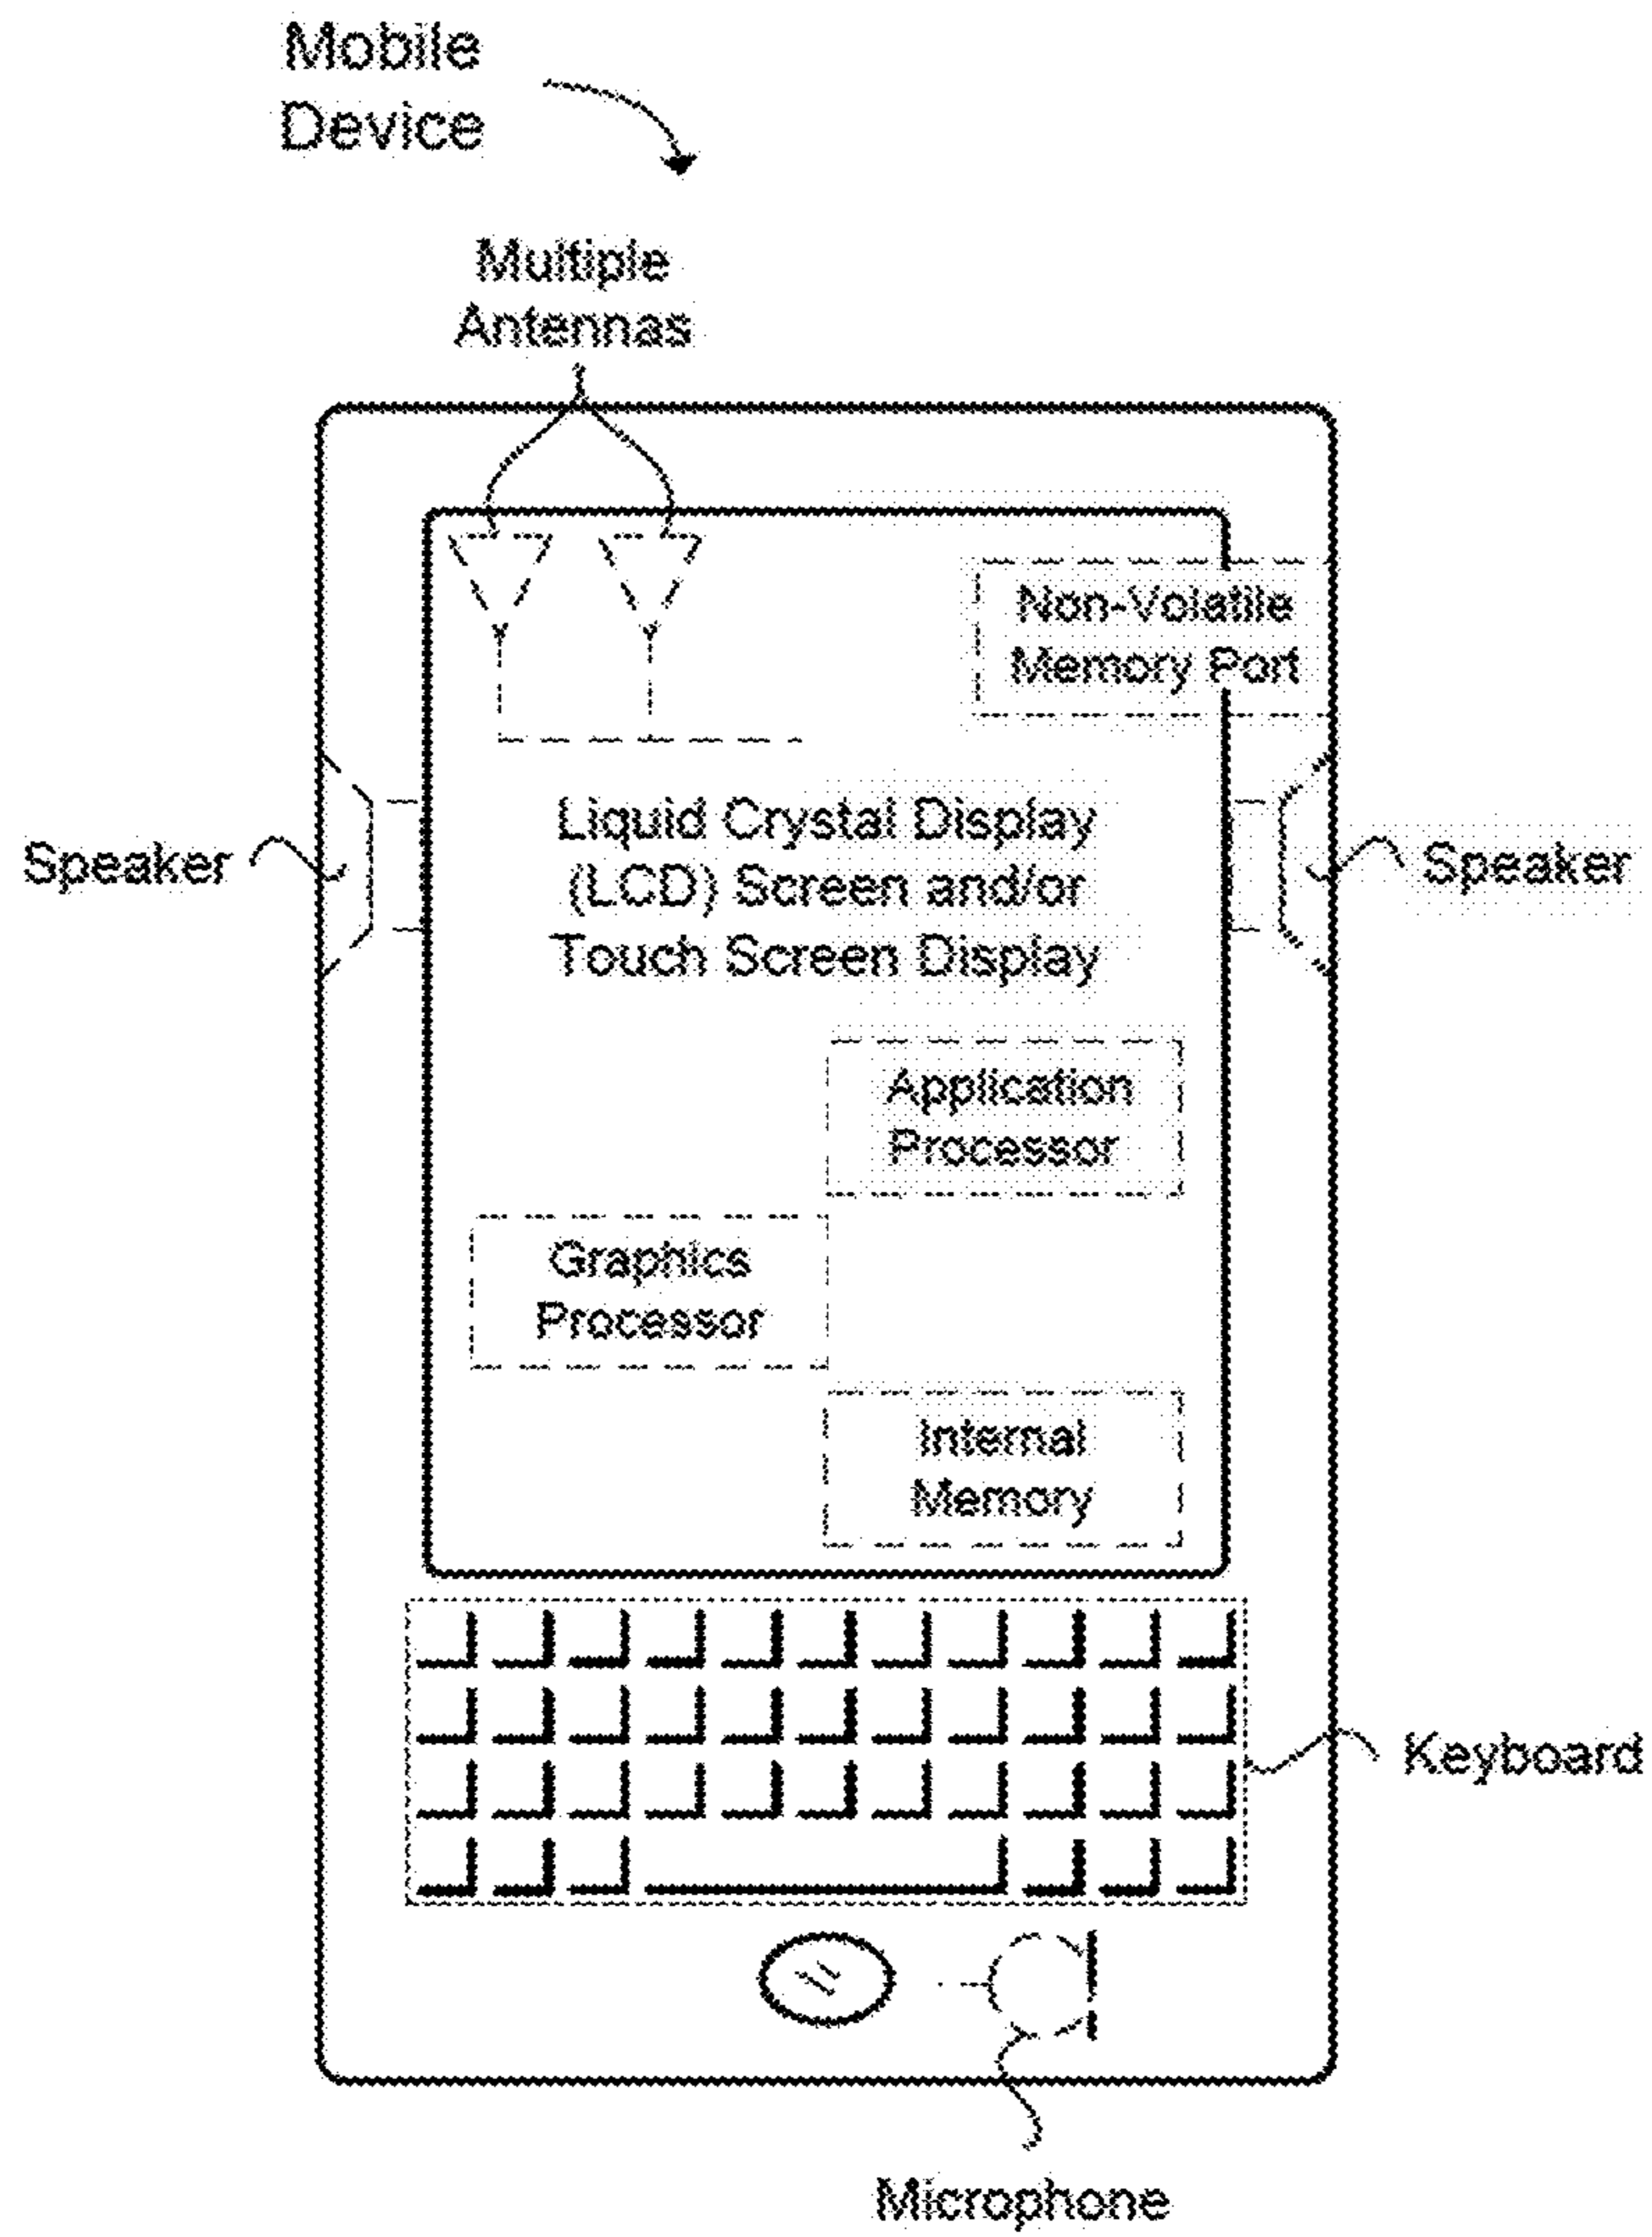 Mobile
Device
Multiple
Antennas
Non-Volatile
Memory Port
Speaker
Liquid Crystal Display
(LCD) Screen and/or
Touch Screen Display
Speaker
Application
Processor
Graphics
Processor
Internal
Memory
Keyboard
Microphone